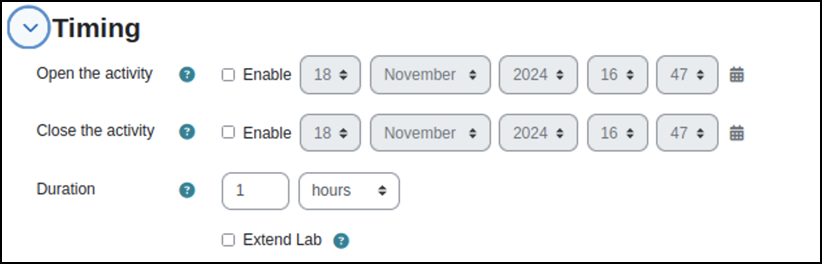 Timing
Open the activity ? Enable 18 November 2024 16 47
Close the activity ? Enable 18 November 2024 16 47
Duration ? 1 hours
Extend Lab ?